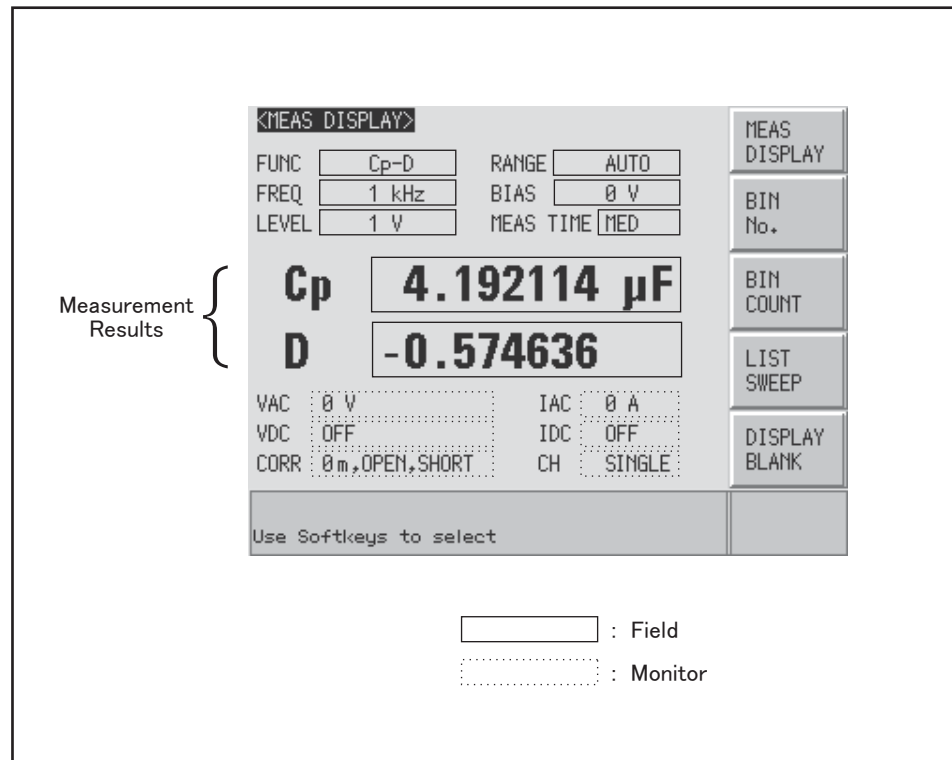 <MEAS DISPLAY>
FUNC Cp-D RANGE AUTO
FREQ 1 kHz BIAS 0 V
LEVEL 1 V MEAS TIME MED
Measurement
Results
Cp 4.192114 µF
D -0.574636
VAC 0 V IAC 0 A
VDC OFF IDC OFF
CORR 0 m,OPEN,SHORT CH SINGLE
Use Softkeys to select
MEAS
DISPLAY
BIN
No.
BIN
COUNT
LIST
SWEEP
DISPLAY
BLANK
: Field
: Monitor